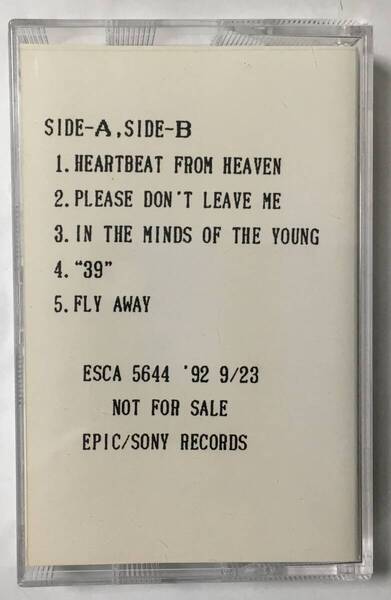 SIDE-A,SIDE-B
1. HEARTBEAT FROM HEAVEN
2. PLEASE DON'T LEAVE ME
3. IN THE MINDS OF THE YOUNG
4. “39”
5. FLY AWAY
ESCA 5644 '92 9/23
NOT FOR SALE
EPIC/SONY RECORDS